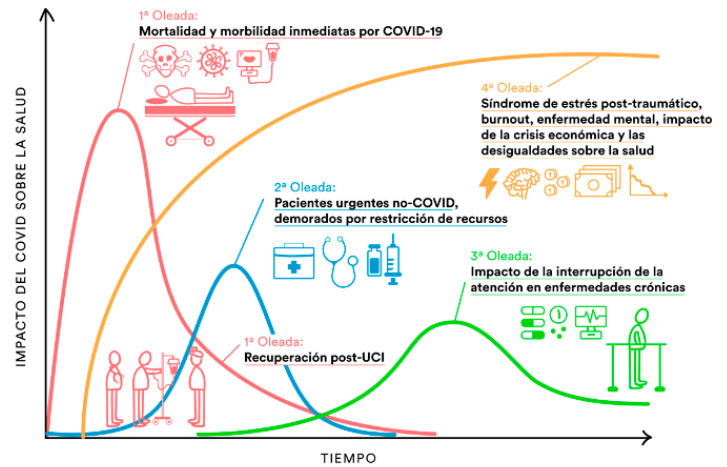 1ª Oleada:
Mortalidad y morbilidad inmediatas por COVID-19
4ª Oleada:
Síndrome de estrés post-traumático,
burnout, enfermedad mental, impacto
de la crisis económica y las
desigualdades sobre la salud
2ª Oleada:
Pacientes urgentes no-COVID,
demorados por restricción de recursos
3ª Oleada:
Impacto de la interrupción de la
atención en enfermedades crónicas
1ª Oleada:
Recuperación post-UCI
IMPACTO DEL COVID SOBRE LA SALUD
TIEMPO